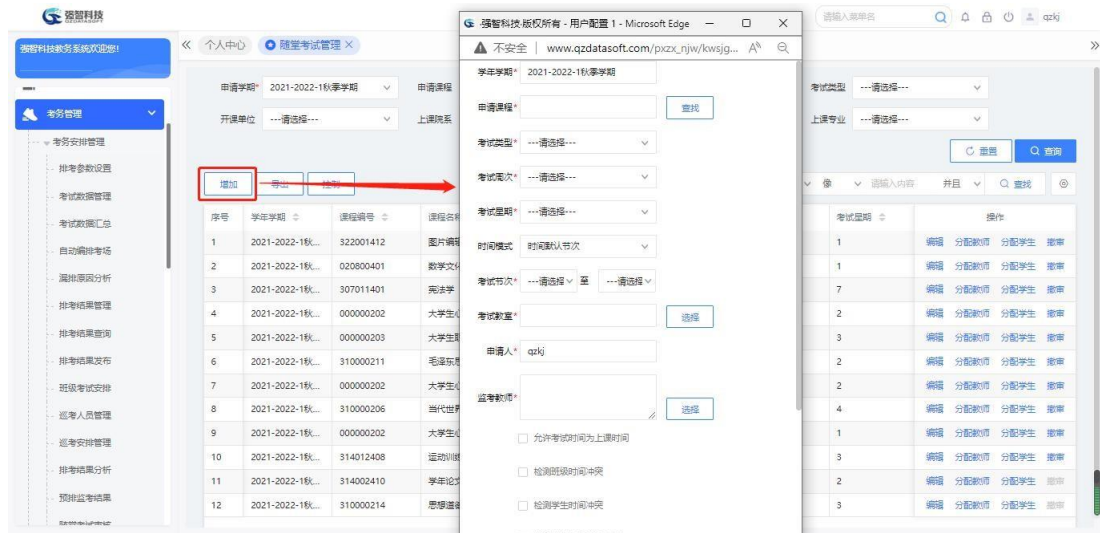 强智科技
QZDATASOFT
请输入菜单名
qzkj
强智科技教务系统欢迎您!
考务管理
考务安排管理
排考参数设置
考试数据管理
考试数据汇总
自动编排考场
漏排原因分析
排考结果管理
排考结果查询
排考结果发布
班级考试安排
巡考人员管理
巡考安排管理
排考结果分析
预排监考结果
« 个人中心 随堂考试管理 × »
申请学期* 2021-2022-1秋季学期 申请课程 考试类型 ---请选择---
开课单位 ---请选择--- 上课院系 上课专业 ---请选择---
重置 查询
增加 导出
像 请输入内容 并且 查找
序号 学年学期 课程编号 课程名称 考试星期 操作
1 2021-2022-1秋... 322001412 图片编辑 1 编辑 分配教师 分配学生 撤审
2 2021-2022-1秋... 020800401 数学文化 1 编辑 分配教师 分配学生 撤审
3 2021-2022-1秋... 307011401 宪法学 7 编辑 分配教师 分配学生 撤审
4 2021-2022-1秋... 000000202 大学生心 2 编辑 分配教师 分配学生 撤审
5 2021-2022-1秋... 000000203 大学生职 3 编辑 分配教师 分配学生 撤审
6 2021-2022-1秋... 310000211 毛泽东思 2 编辑 分配教师 分配学生 撤审
7 2021-2022-1秋... 000000202 大学生心 2 编辑 分配教师 分配学生 撤审
8 2021-2022-1秋... 310000206 当代世界 4 编辑 分配教师 分配学生 撤审
9 2021-2022-1秋... 000000202 大学生心 1 编辑 分配教师 分配学生 撤审
10 2021-2022-1秋... 314012408 运动训练 3 编辑 分配教师 分配学生 撤审
11 2021-2022-1秋... 314002410 学年论文 2 编辑 分配教师 分配学生 撤审
12 2021-2022-1秋... 310000214 思想道德 3 编辑 分配教师 分配学生 撤审
-强智科技.版权所有 - 用户配置 1 - Microsoft Edge
不安全 | www.qzdatasoft.com/pxzx_njw/kwsjg...
学年学期* 2021-2022-1秋季学期
申请课程* 查找
考试类型* ---请选择---
考试周次* ---请选择---
考试星期* ---请选择---
时间模式 时间默认节次
考试节次* ---请选择 至 ---请选择
考试教室* 选择
申请人* qzkj
监考教师* 选择
允许考试时间为上课时间
检测班级时间冲突
检测学生时间冲突